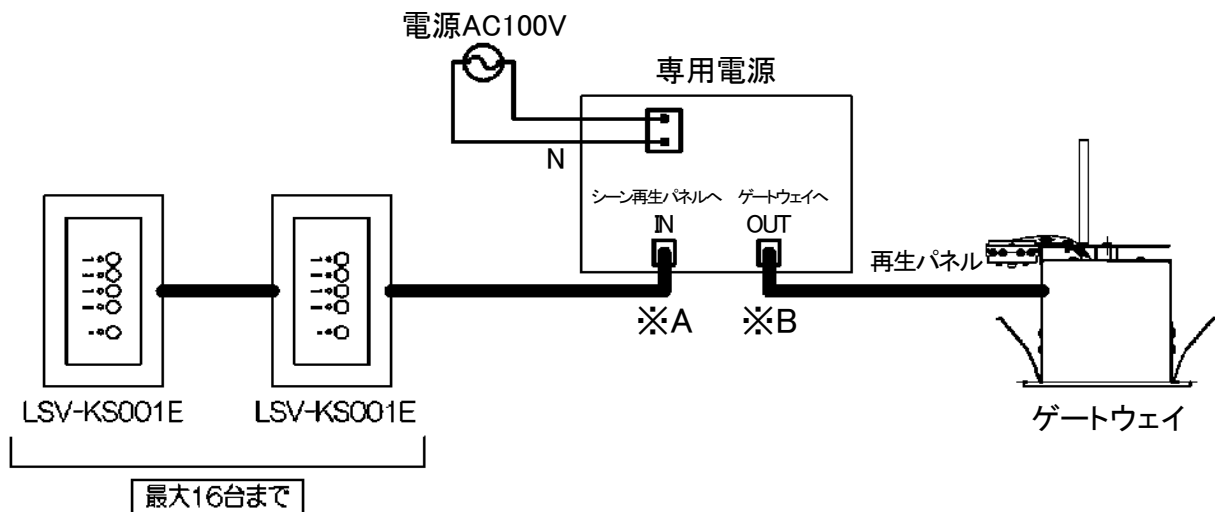 電源AC100V
専用電源
N
シーン再生パネルへ
ゲートウェイへ
IN
OUT
再生パネル
※A
※B
LSV-KS001E
LSV-KS001E
ゲートウェイ
最大16台まで